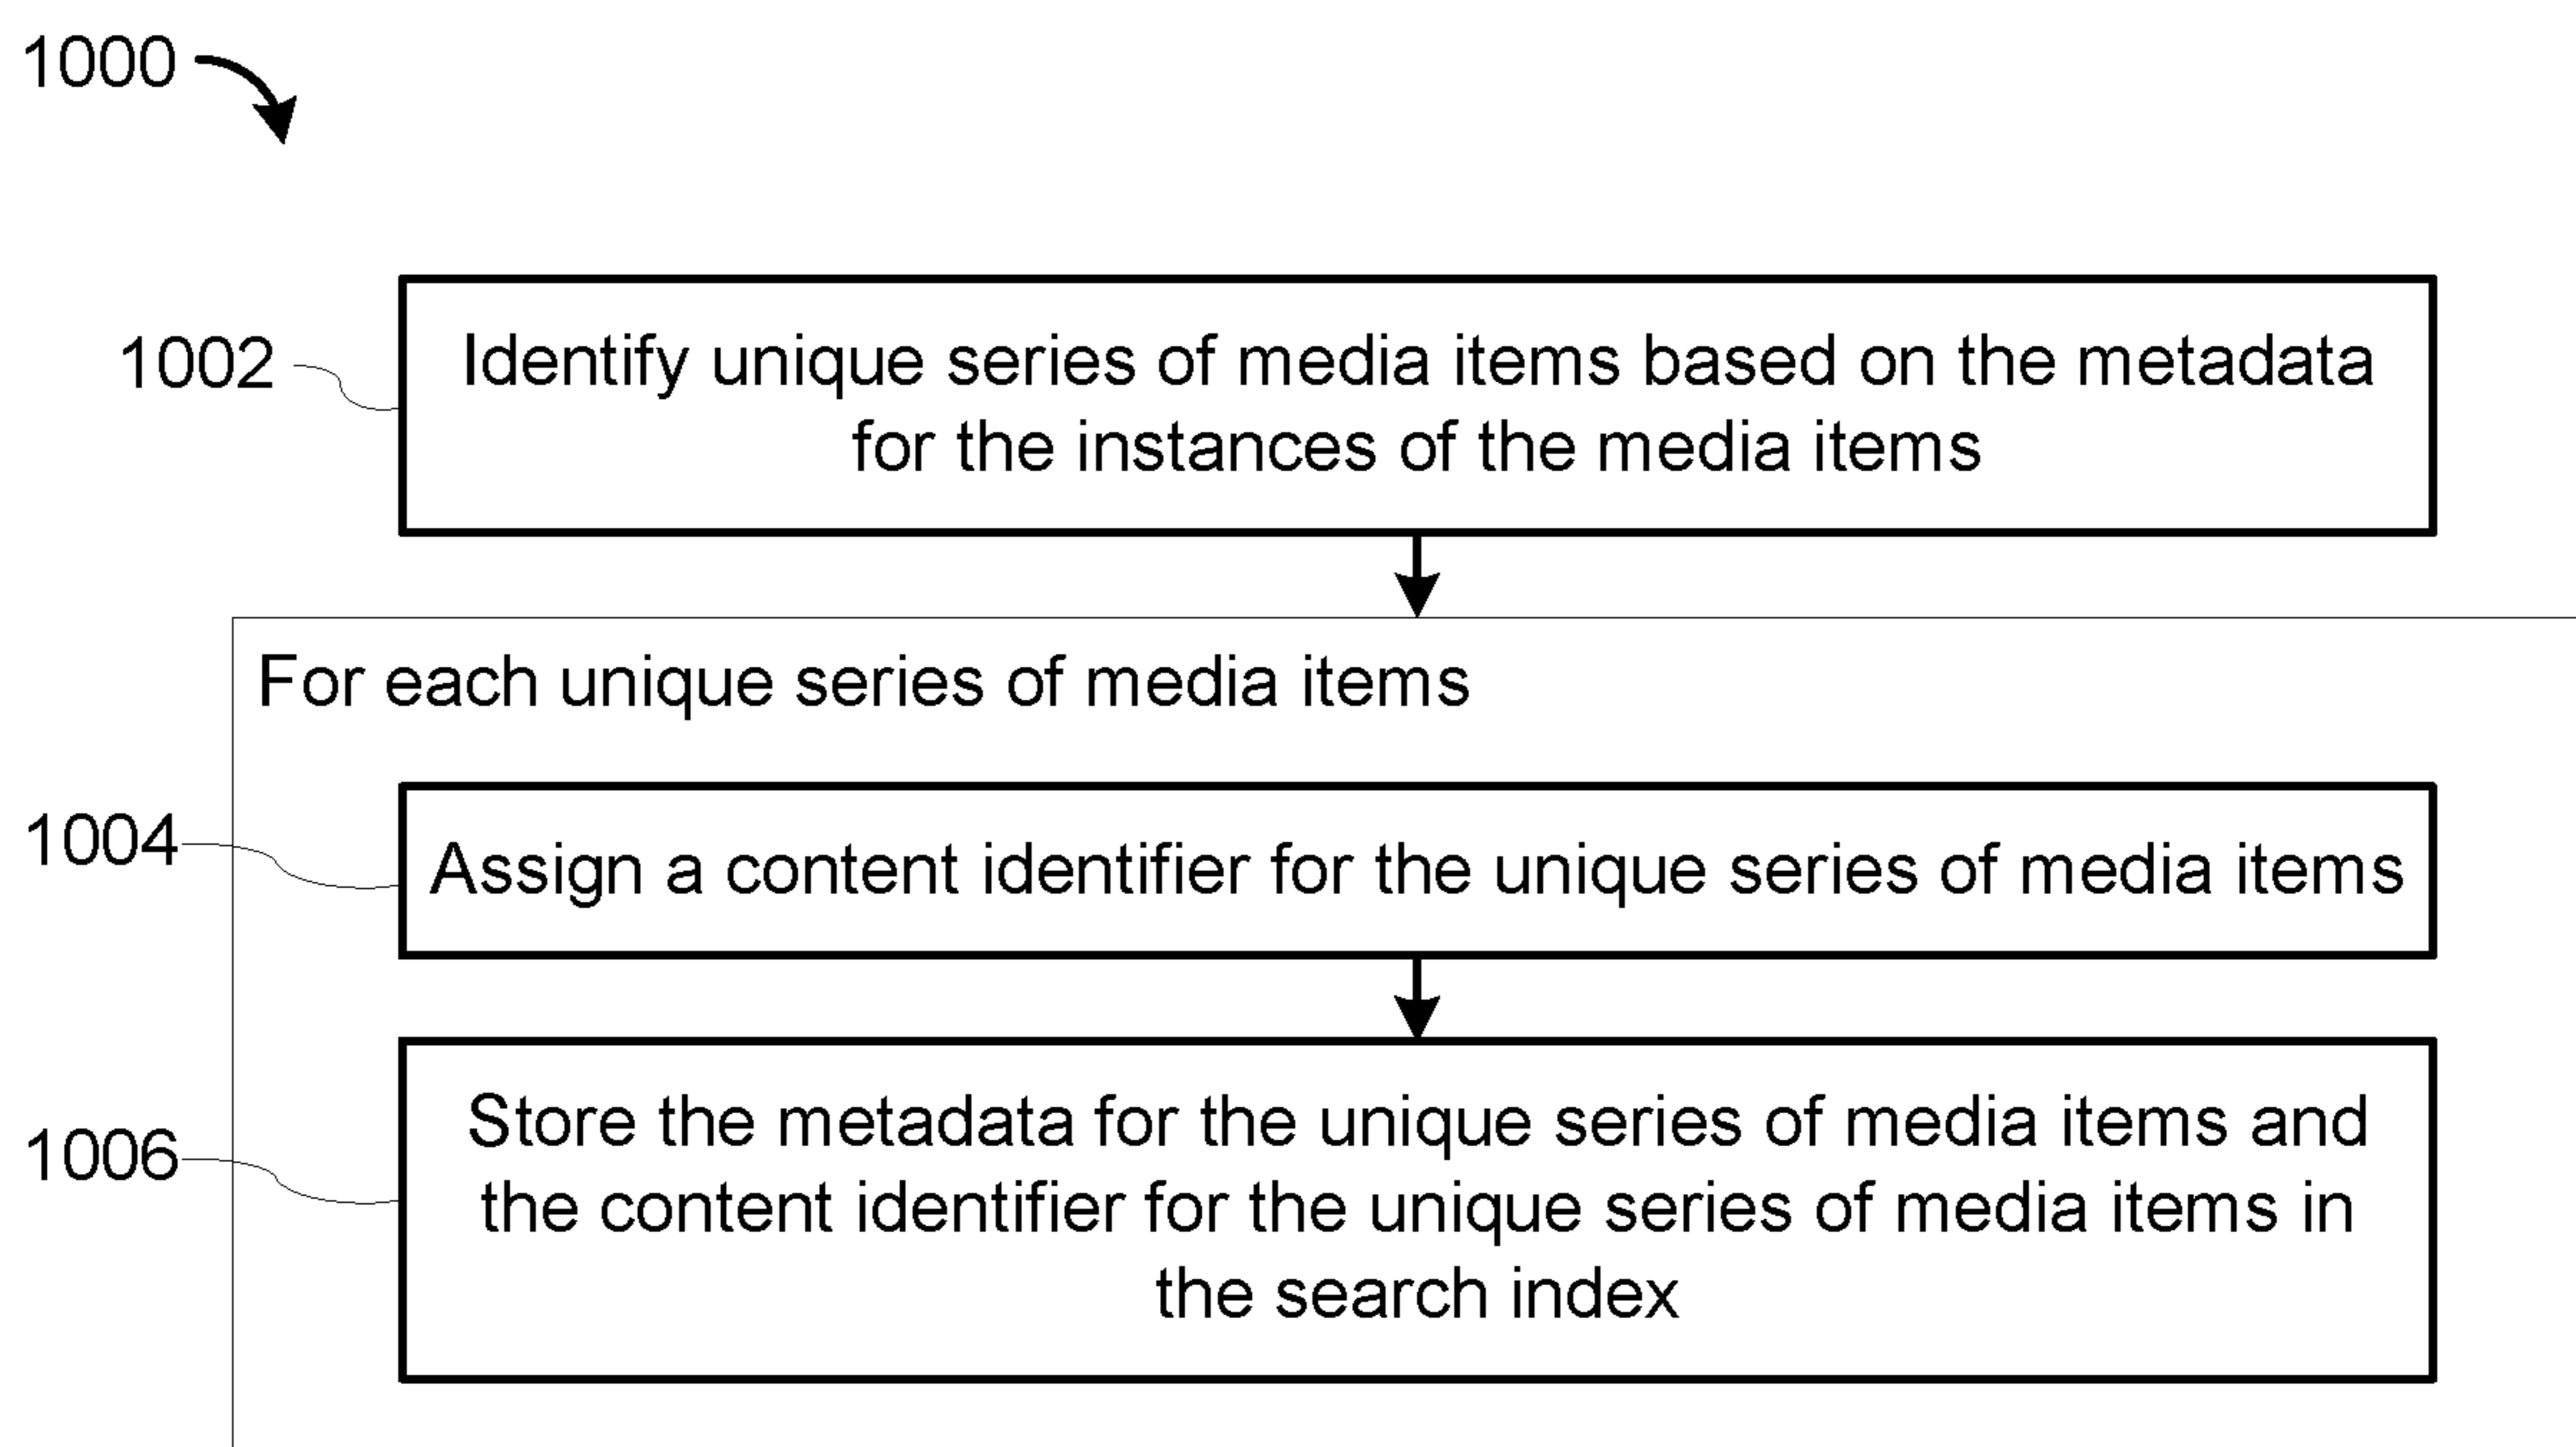 1000
1002
Identify unique series of media items based on the metadata
for the instances of the media items
For each unique series of media items
1004
Assign a content identifier for the unique series of media items
1006
Store the metadata for the unique series of media items and
the content identifier for the unique series of media items in
the search index